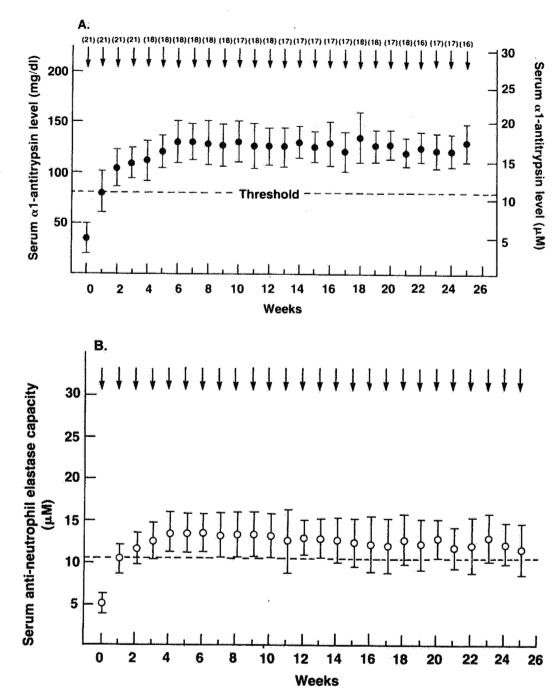 A.
(21) (21) (21) (21) (18) (18) (18) (18) (18) (17) (17) (18) (18) (17) (17) (17) (17) (17) (18) (17) (17) (18) (16) (17) (17) (16)
Serum α1-antitrypsin level (mg/dl)
200
150
100
50
Threshold
30
25
20
15
10
5
Serum α1-antitrypsin
level (μM)
0 2 4 6 8 10 12 14 16 18 20 22 24 26
Weeks
B.
Serum anti-neutrophil elastase capacity
(μM)
30
25
20
15
10
5
0 2 4 6 8 10 12 14 16 18 20 22 24 26
Weeks